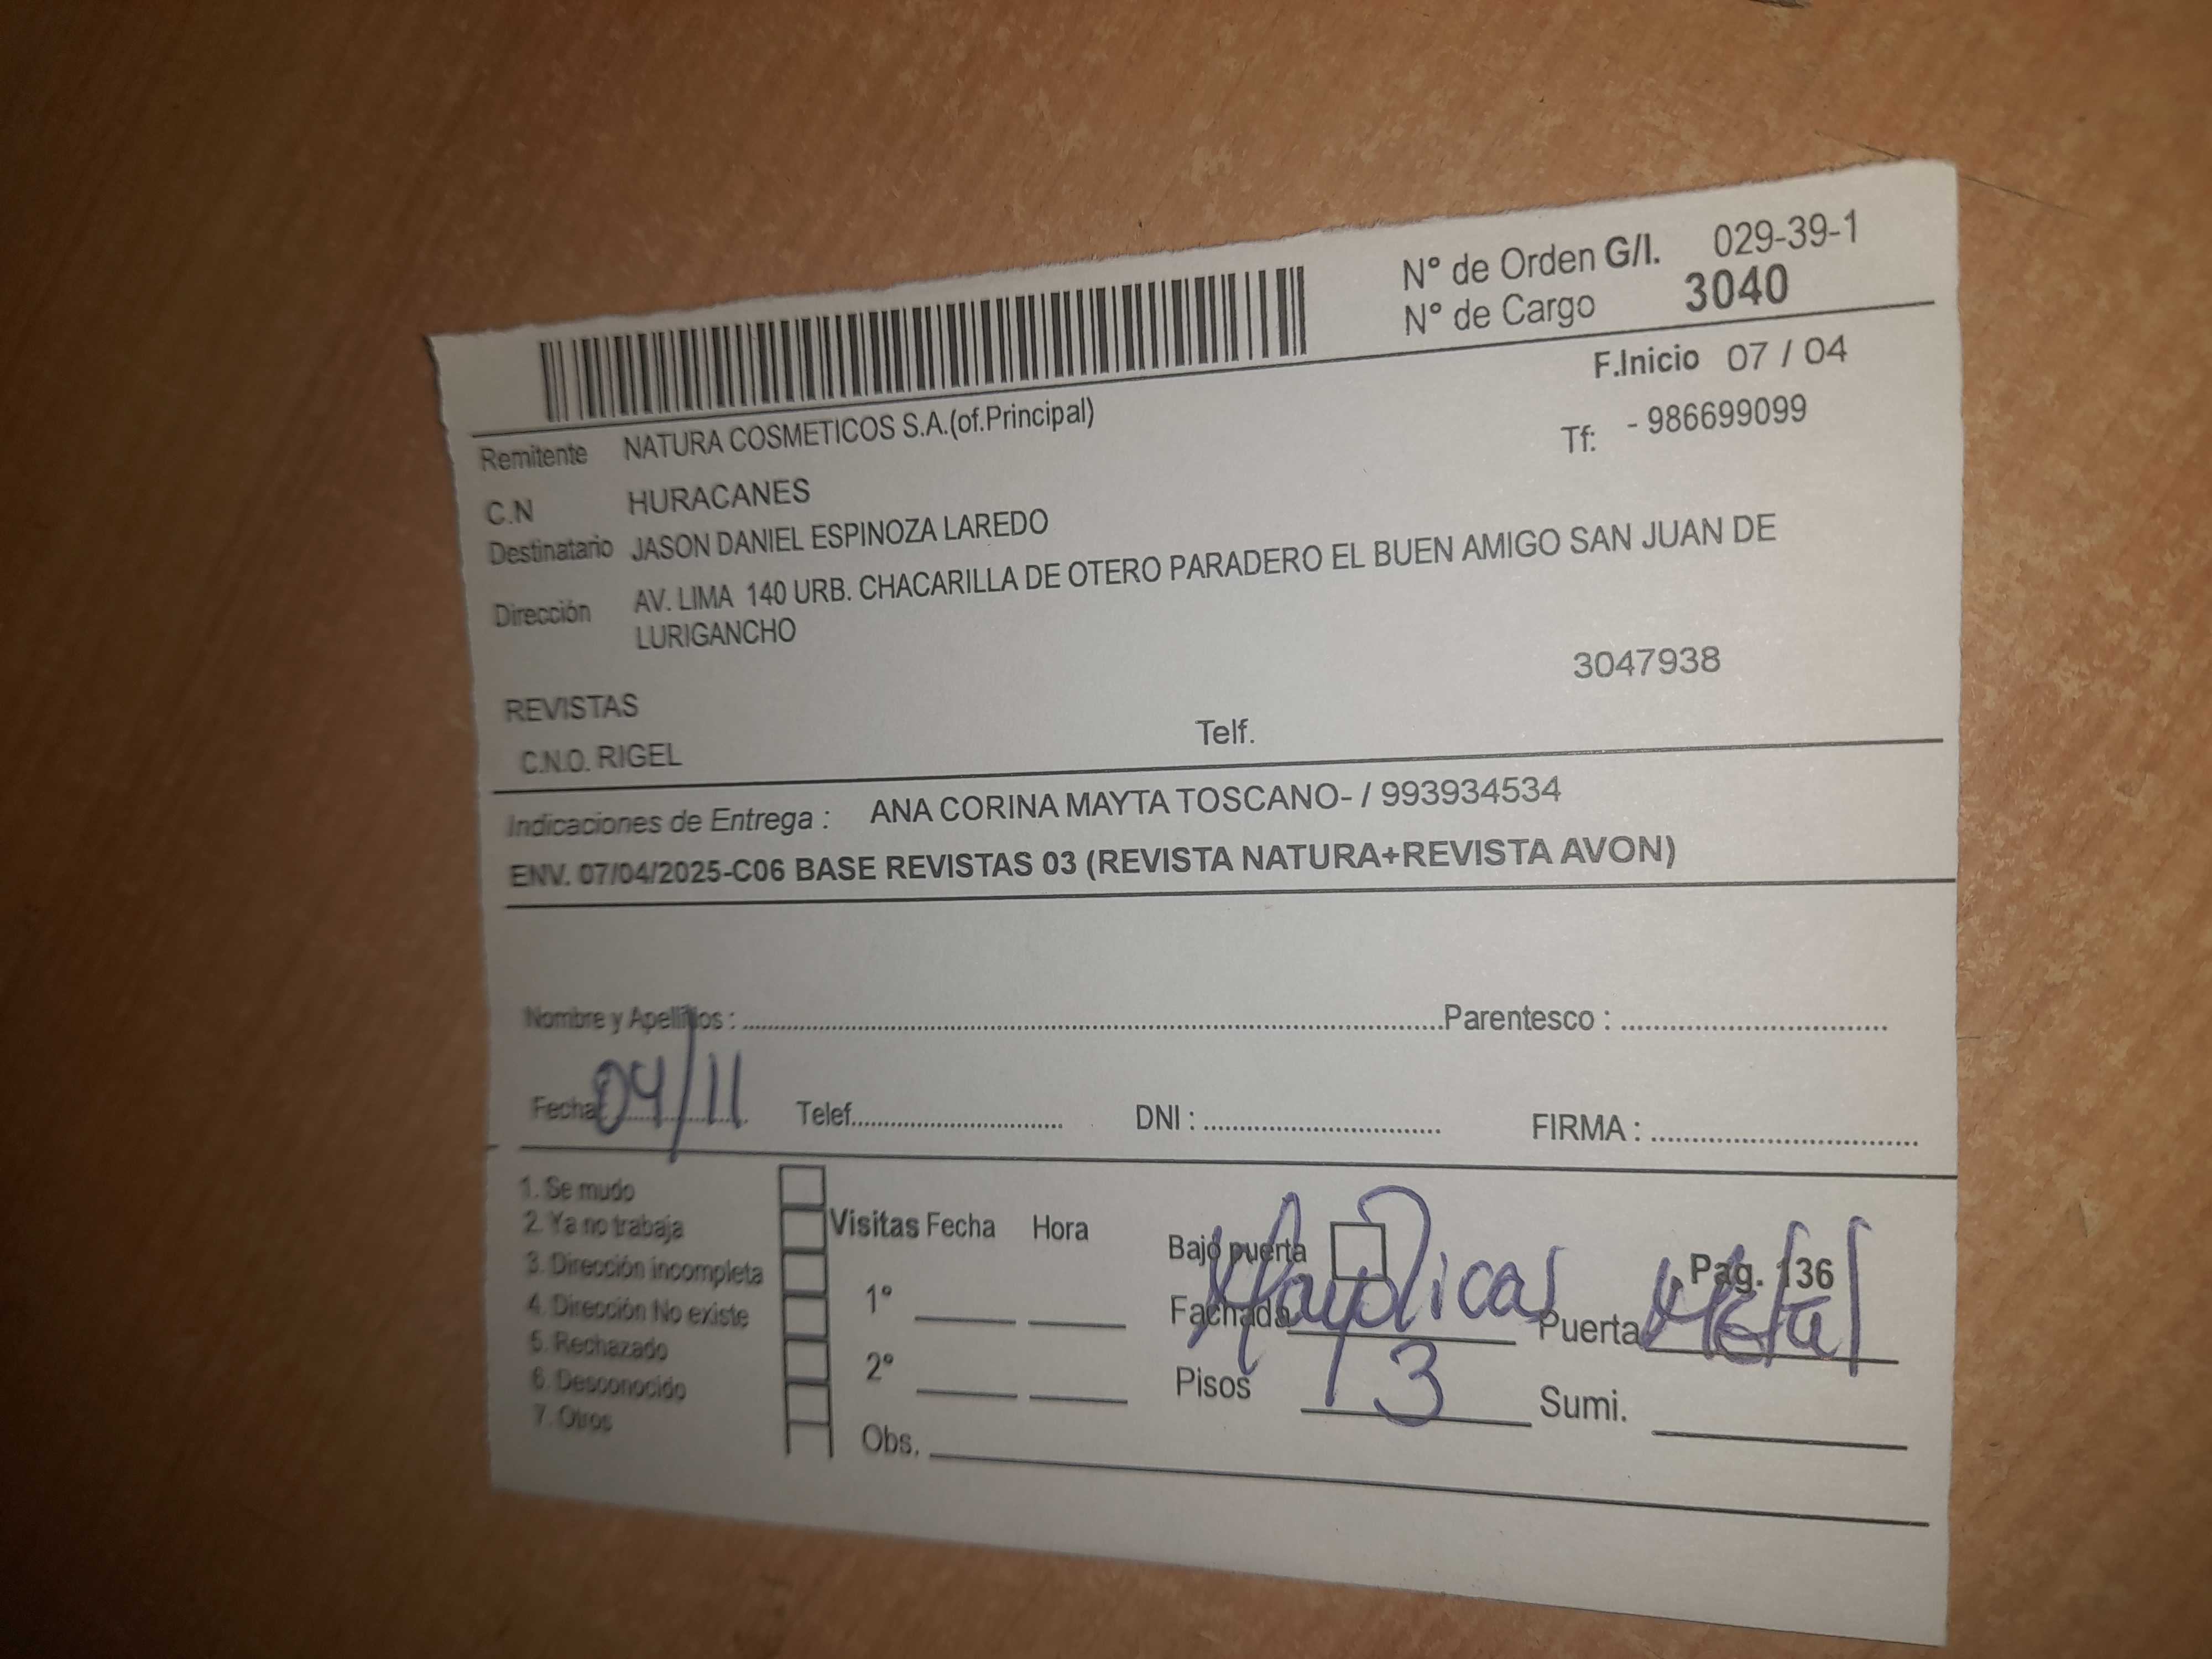 N° de Orden G/I. 029-39-1
N° de Cargo 3040
F.Inicio 07 / 04
Remitente NATURA COSMETICOS S.A.(of.Principal)
Tf: - 986699099
C.N HURACANES
Destinatario JASON DANIEL ESPINOZA LAREDO
Dirección AV. LIMA 140 URB. CHACARILLA DE OTERO PARADERO EL BUEN AMIGO SAN JUAN DE
LURIGANCHO
3047938
REVISTAS
C.N.O. RIGEL Telf.
Indicaciones de Entrega : ANA CORINA MAYTA TOSCANO- / 993934534
ENV. 07/04/2025-C06 BASE REVISTAS 03 (REVISTA NATURA+REVISTA AVON)
Nombre y Apellidos : Parentesco :
Fecha 04/11 Telef. DNI : FIRMA :
1. Se mudo
2. Ya no trabaja
3. Dirección incompleta
4. Dirección No existe
5. Rechazado
6. Desconocido
7. Otros
Visitas Fecha Hora
1°
2°
Obs.
Bajo puerta
Pag. 136
Fachada Mayolicas Puerta Metal
Pisos 3 Sumi.